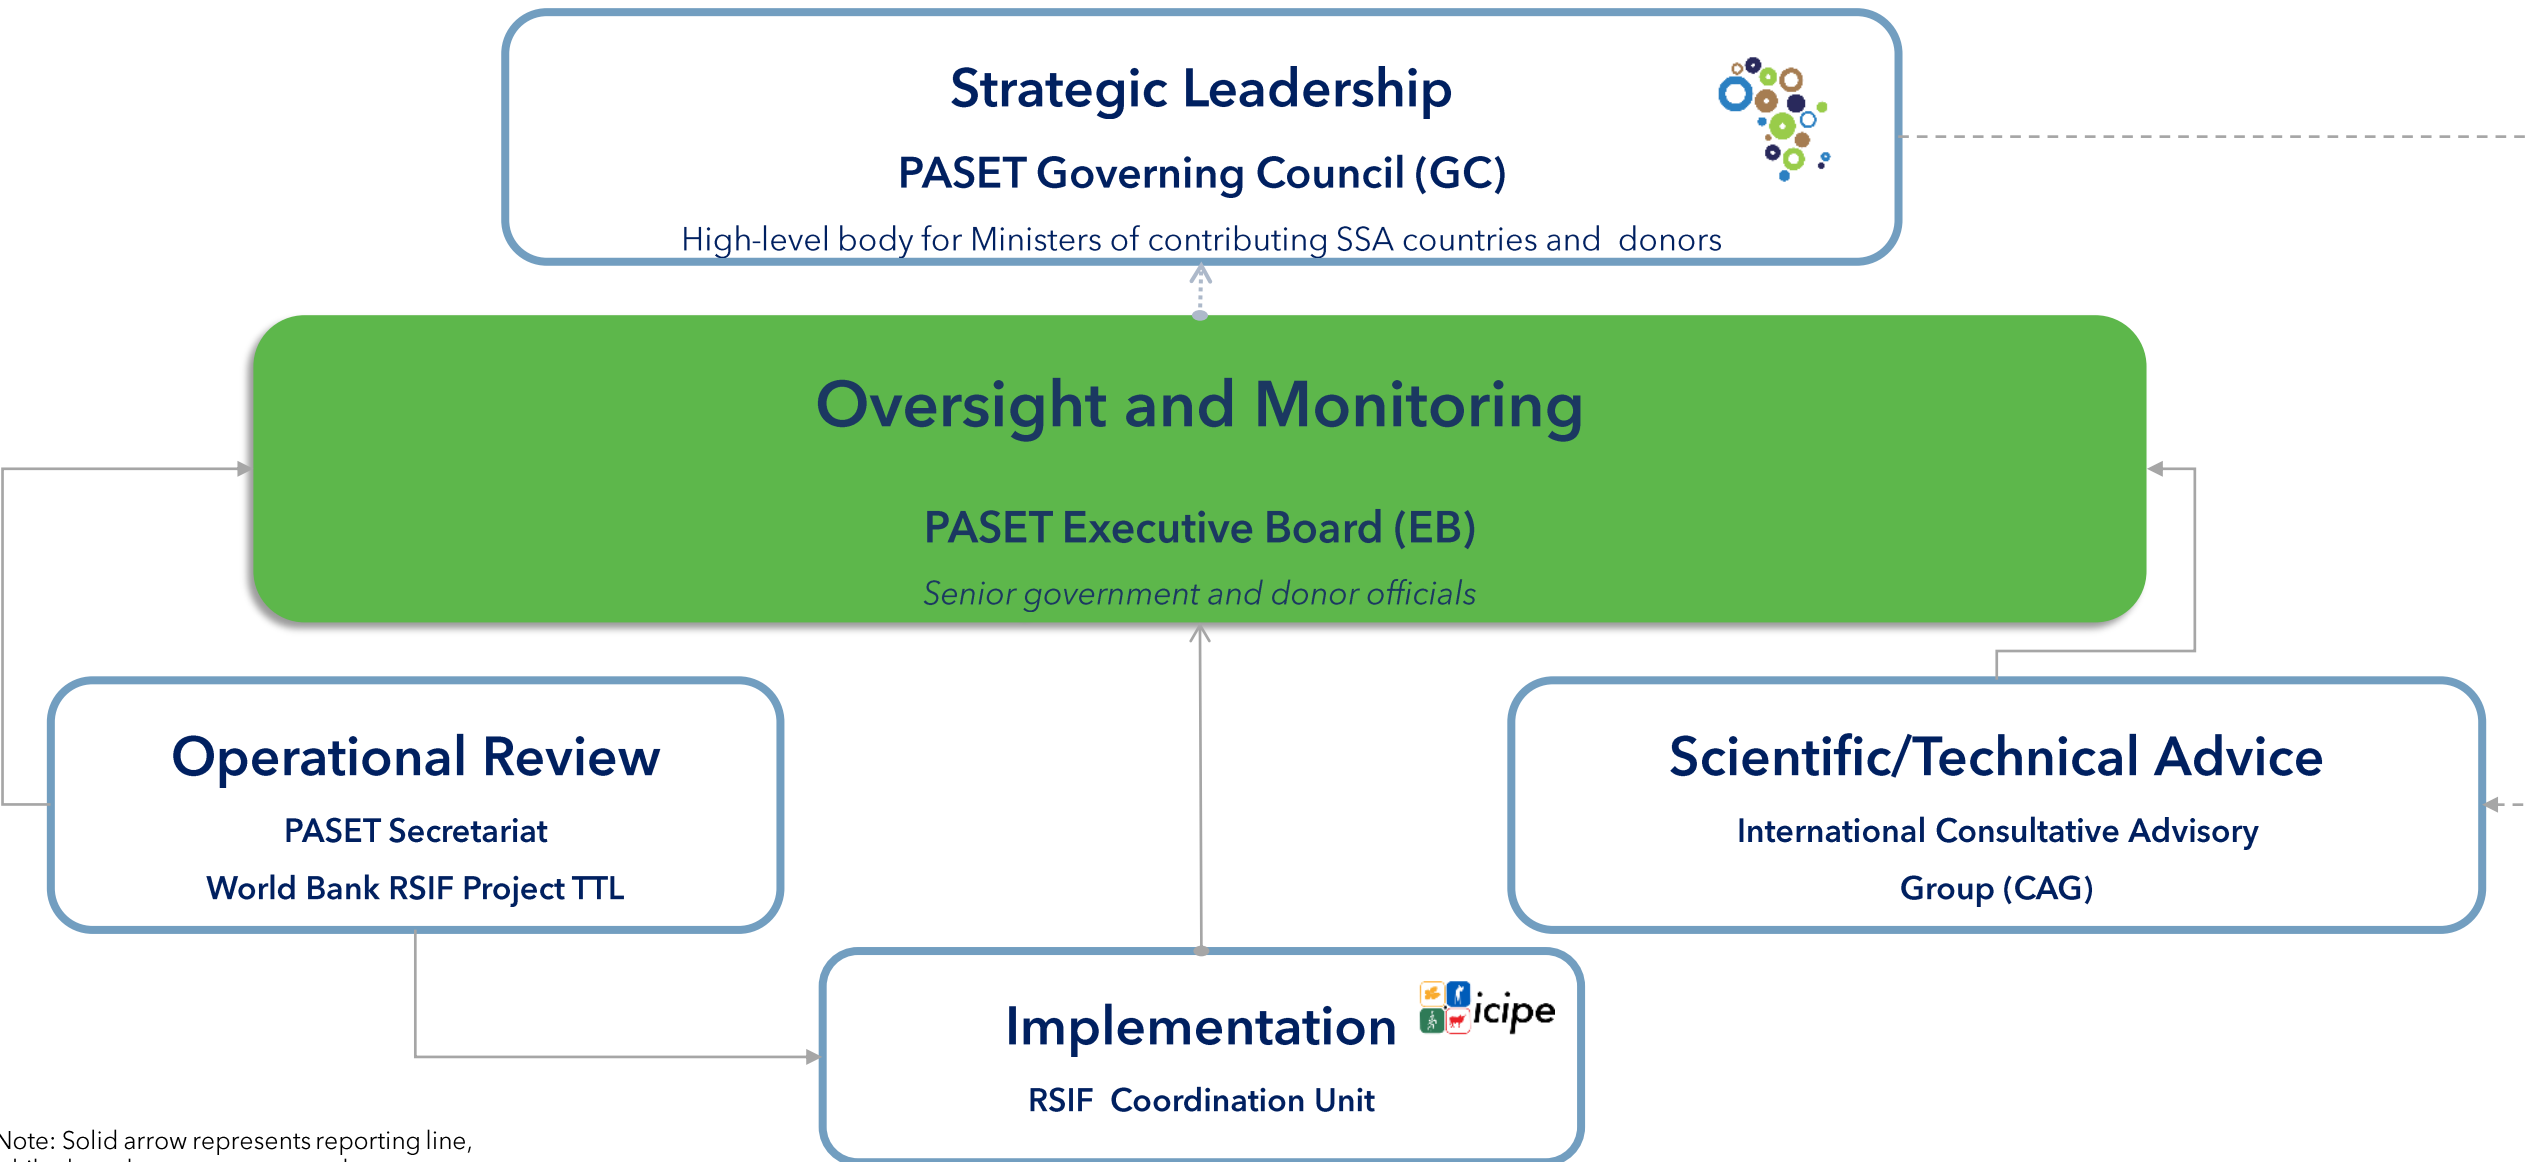 Strategic Leadership
PASET Governing Council (GC)
High-level body for Ministers of contributing SSA countries and donors
Oversight and Monitoring
PASET Executive Board (EB)
Senior government and donor officials
Operational Review
PASET Secretariat
World Bank RSIF Project TTL
Scientific/Technical Advice
International Consultative Advisory
Group (CAG)
Implementation
icipe
RSIF Coordination Unit
Note: Solid arrow represents reporting line,